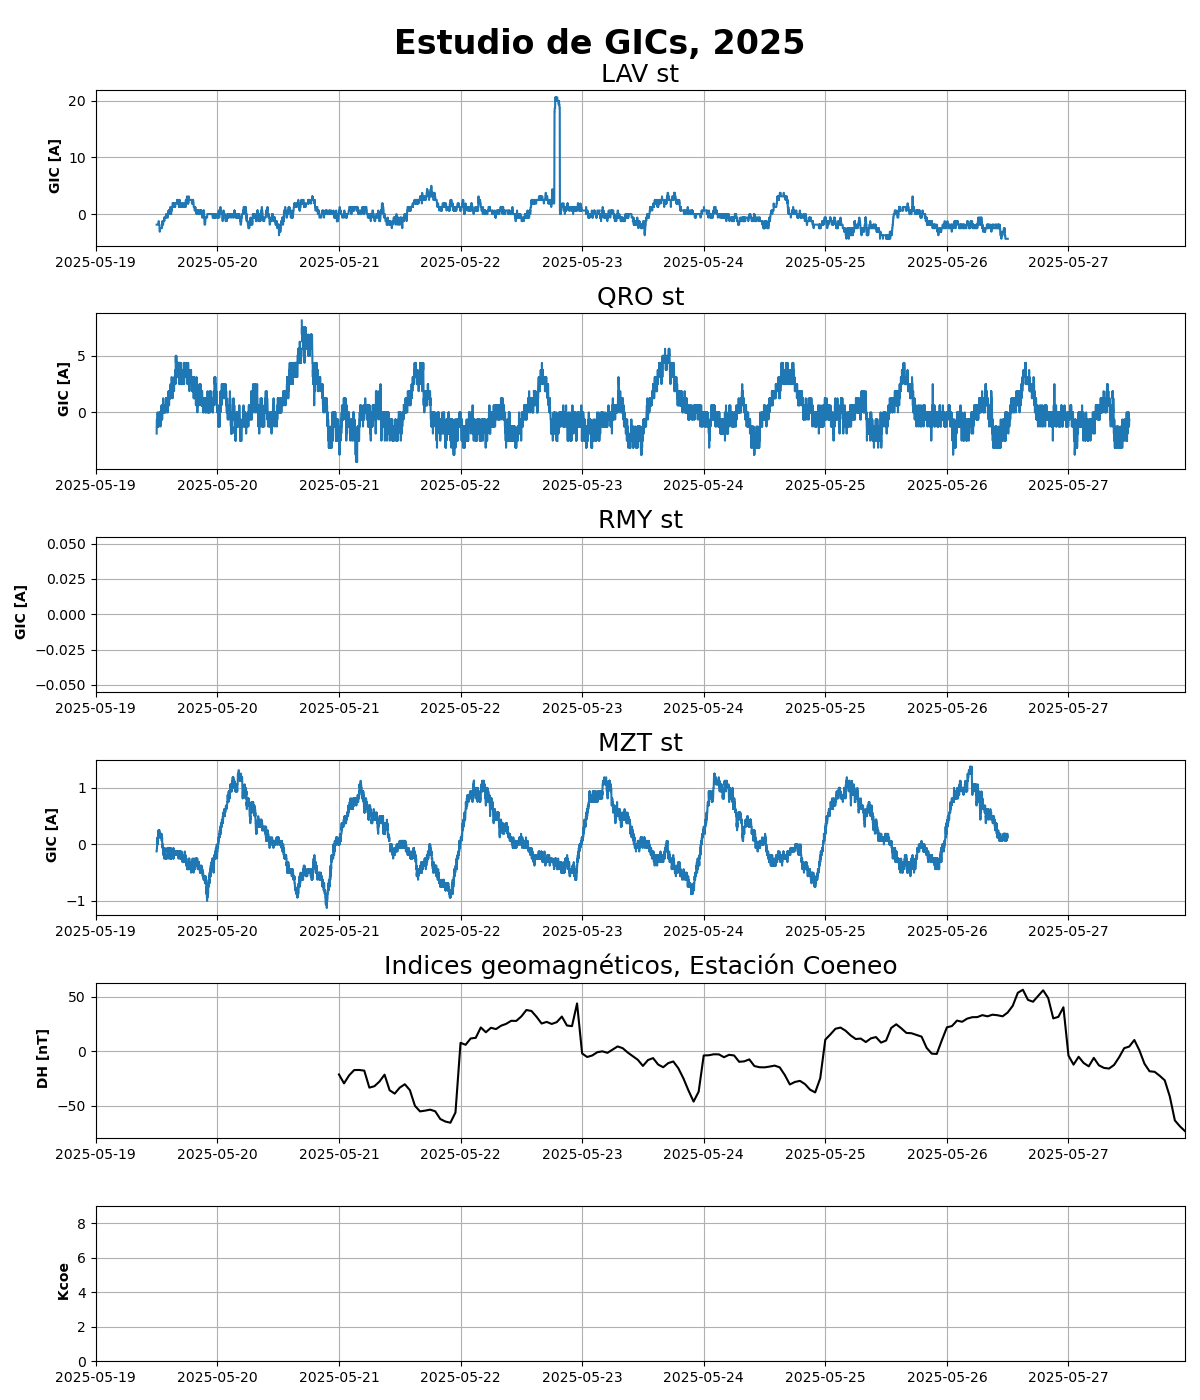 Estudio de GICs, 2025
LAV st
GIC [A]
20
10
0
2025-05-19 2025-05-20 2025-05-21 2025-05-22 2025-05-23 2025-05-24 2025-05-25 2025-05-26 2025-05-27
QRO st
GIC [A]
5
0
2025-05-19 2025-05-20 2025-05-21 2025-05-22 2025-05-23 2025-05-24 2025-05-25 2025-05-26 2025-05-27
RMY st
GIC [A]
0.050
0.025
0.000
−0.025
−0.050
2025-05-19 2025-05-20 2025-05-21 2025-05-22 2025-05-23 2025-05-24 2025-05-25 2025-05-26 2025-05-27
MZT st
GIC [A]
1
0
−1
2025-05-19 2025-05-20 2025-05-21 2025-05-22 2025-05-23 2025-05-24 2025-05-25 2025-05-26 2025-05-27
Indices geomagnéticos, Estación Coeneo
DH [nT]
50
0
−50
2025-05-19 2025-05-20 2025-05-21 2025-05-22 2025-05-23 2025-05-24 2025-05-25 2025-05-26 2025-05-27
Kcoe
8
6
4
2
0
2025-05-19 2025-05-20 2025-05-21 2025-05-22 2025-05-23 2025-05-24 2025-05-25 2025-05-26 2025-05-27